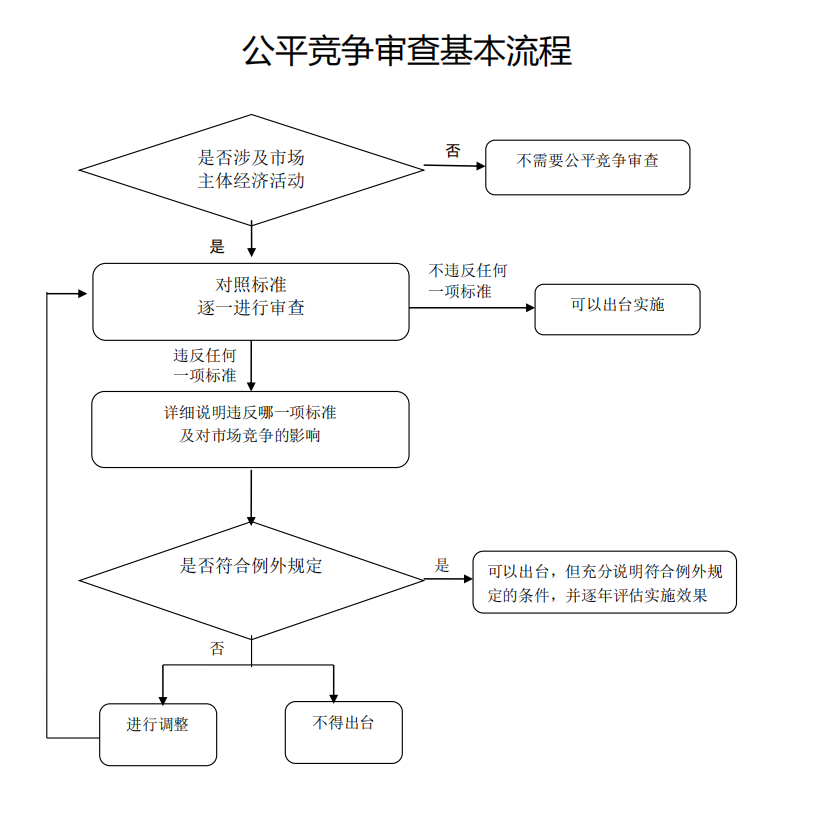 公平竞争审查基本流程
是否涉及市场
主体经济活动
否
不需要公平竞争审查
是
对照标准
逐一进行审查
不违反任何
一项标准
可以出台实施
违反任何
一项标准
详细说明违反哪一项标准
及对市场竞争的影响
是否符合例外规定
是
可以出台，但充分说明符合例外规
定的条件，并逐年评估实施效果
否
进行调整
不得出台